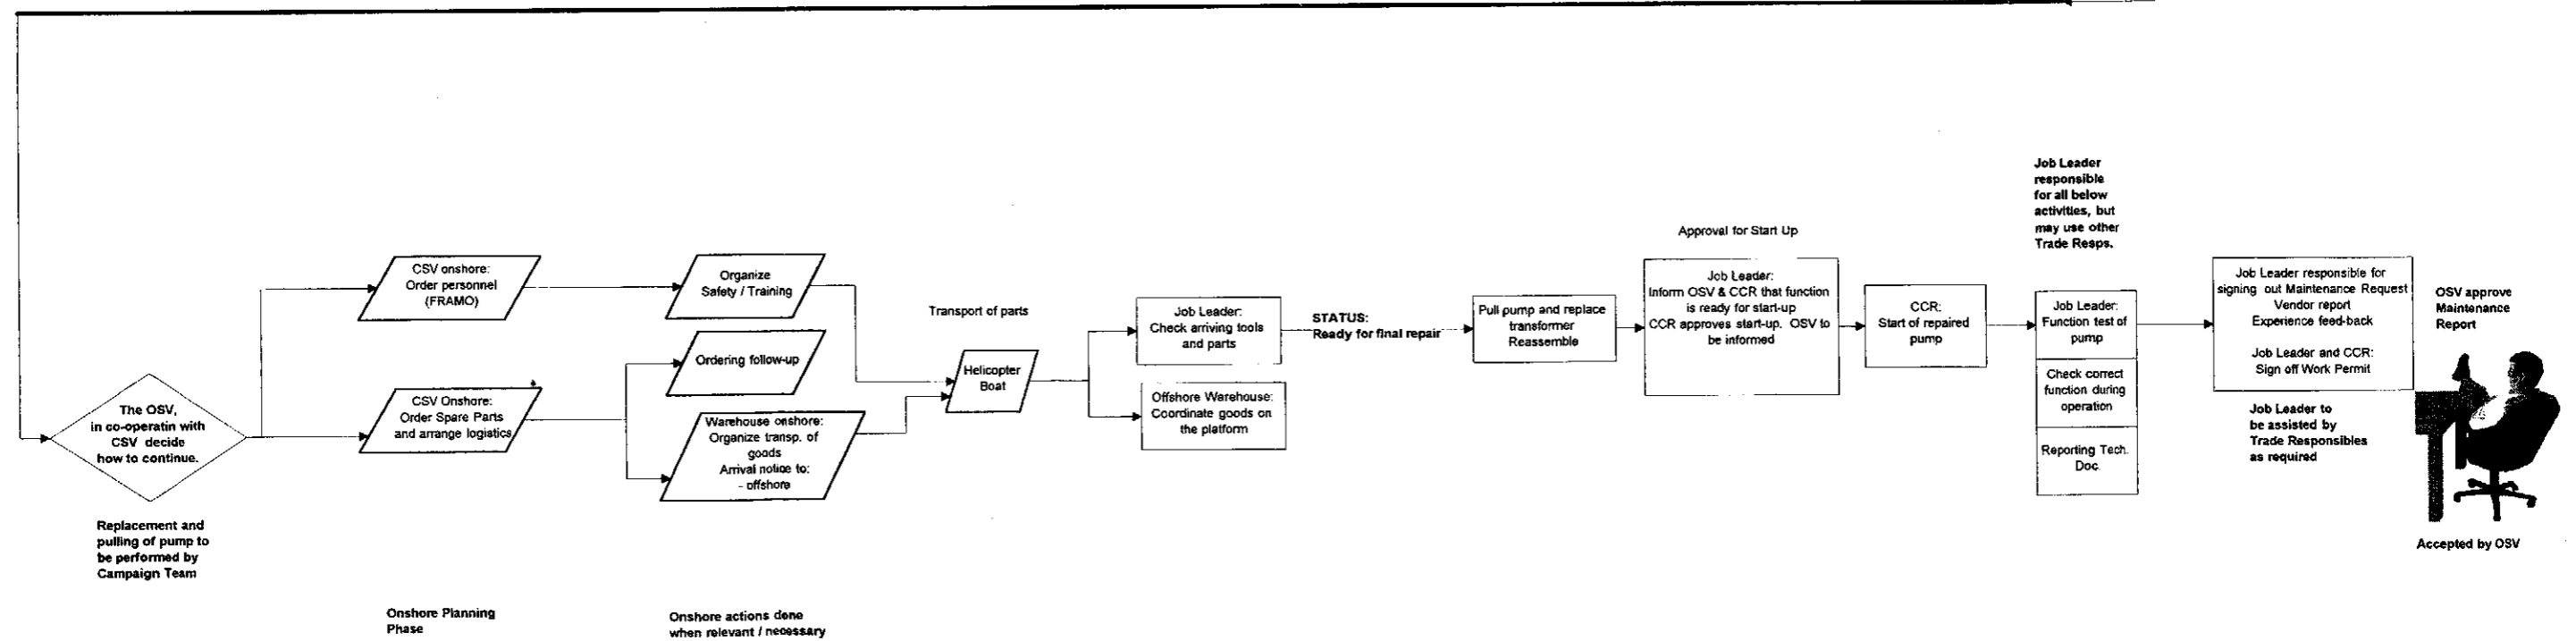 The OSV,
in co-operatin with
CSV decide
how to continue.
Replacement and
pulling of pump to
be performed by
Campaign Team
CSV onshore:
Order personnel
(FRAMO)
CSV Onshore:
Order Spare Parts
and arrange logistics
Onshore Planning
Phase
Organize
Safety / Training
Ordering follow-up
Warehouse onshore:
Organize transp. of
goods
Arrival notice to:
- offshore
Onshore actions done
when relevant / necessary
Transport of parts
Helicopter
Boat
Job Leader:
Check arriving tools
and parts
Offshore Warehouse:
Coordinate goods on
the platform
STATUS:
Ready for final repair
Pull pump and replace
transformer
Reassemble
Approval for Start Up
Job Leader:
Inform OSV & CCR that function
is ready for start-up
CCR approves start-up. OSV to
be informed
CCR:
Start of repaired
pump
Job Leader
responsible
for all below
activities, but
may use other
Trade Resps.
Job Leader:
Function test of
pump
Check correct
function during
operation
Reporting Tech.
Doc.
Job Leader responsible for
signing out Maintenance Request
Vendor report
Experience feed-back
Job Leader and CCR:
Sign off Work Permit
Job Leader to
be assisted by
Trade Responsibles
as required
OSV approve
Maintenance
Report
Accepted by OSV